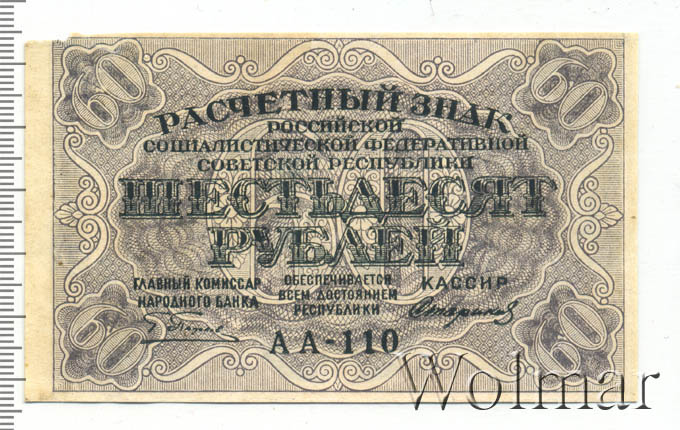 60 60
РАСЧЕТНЫЙ ЗНАК
РОССИЙСКОЙ
СОЦИАЛИСТИЧЕСКОЙ ФЕДЕРАТИВНОЙ
СОВЕТСКОЙ РЕСПУБЛИКИ
ШЕСТЬДЕСЯТ
РУБЛЕЙ
60
ГЛАВНЫЙ КОМИССАР
НАРОДНОГО БАНКА
ОБЕСПЕЧИВАЕТСЯ
ВСЕМ ДОСТОЯНИЕМ
РЕСПУБЛИКИ
КАССИР
60 60
АА-110
Wolmar